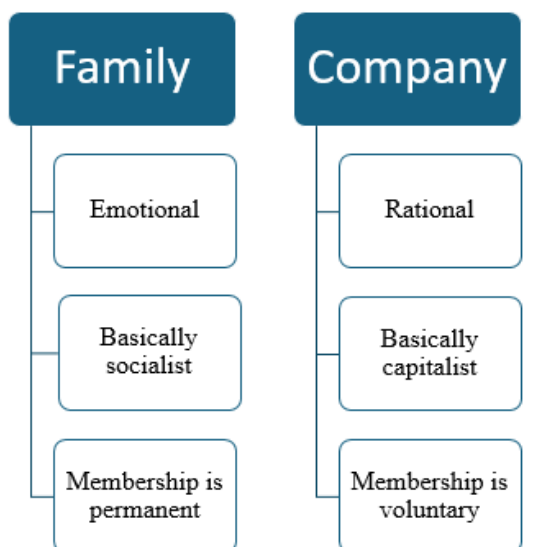 Family
Emotional
Basically
socialist
Membership is
permanent
Company
Rational
Basically
capitalist
Membership is
voluntary